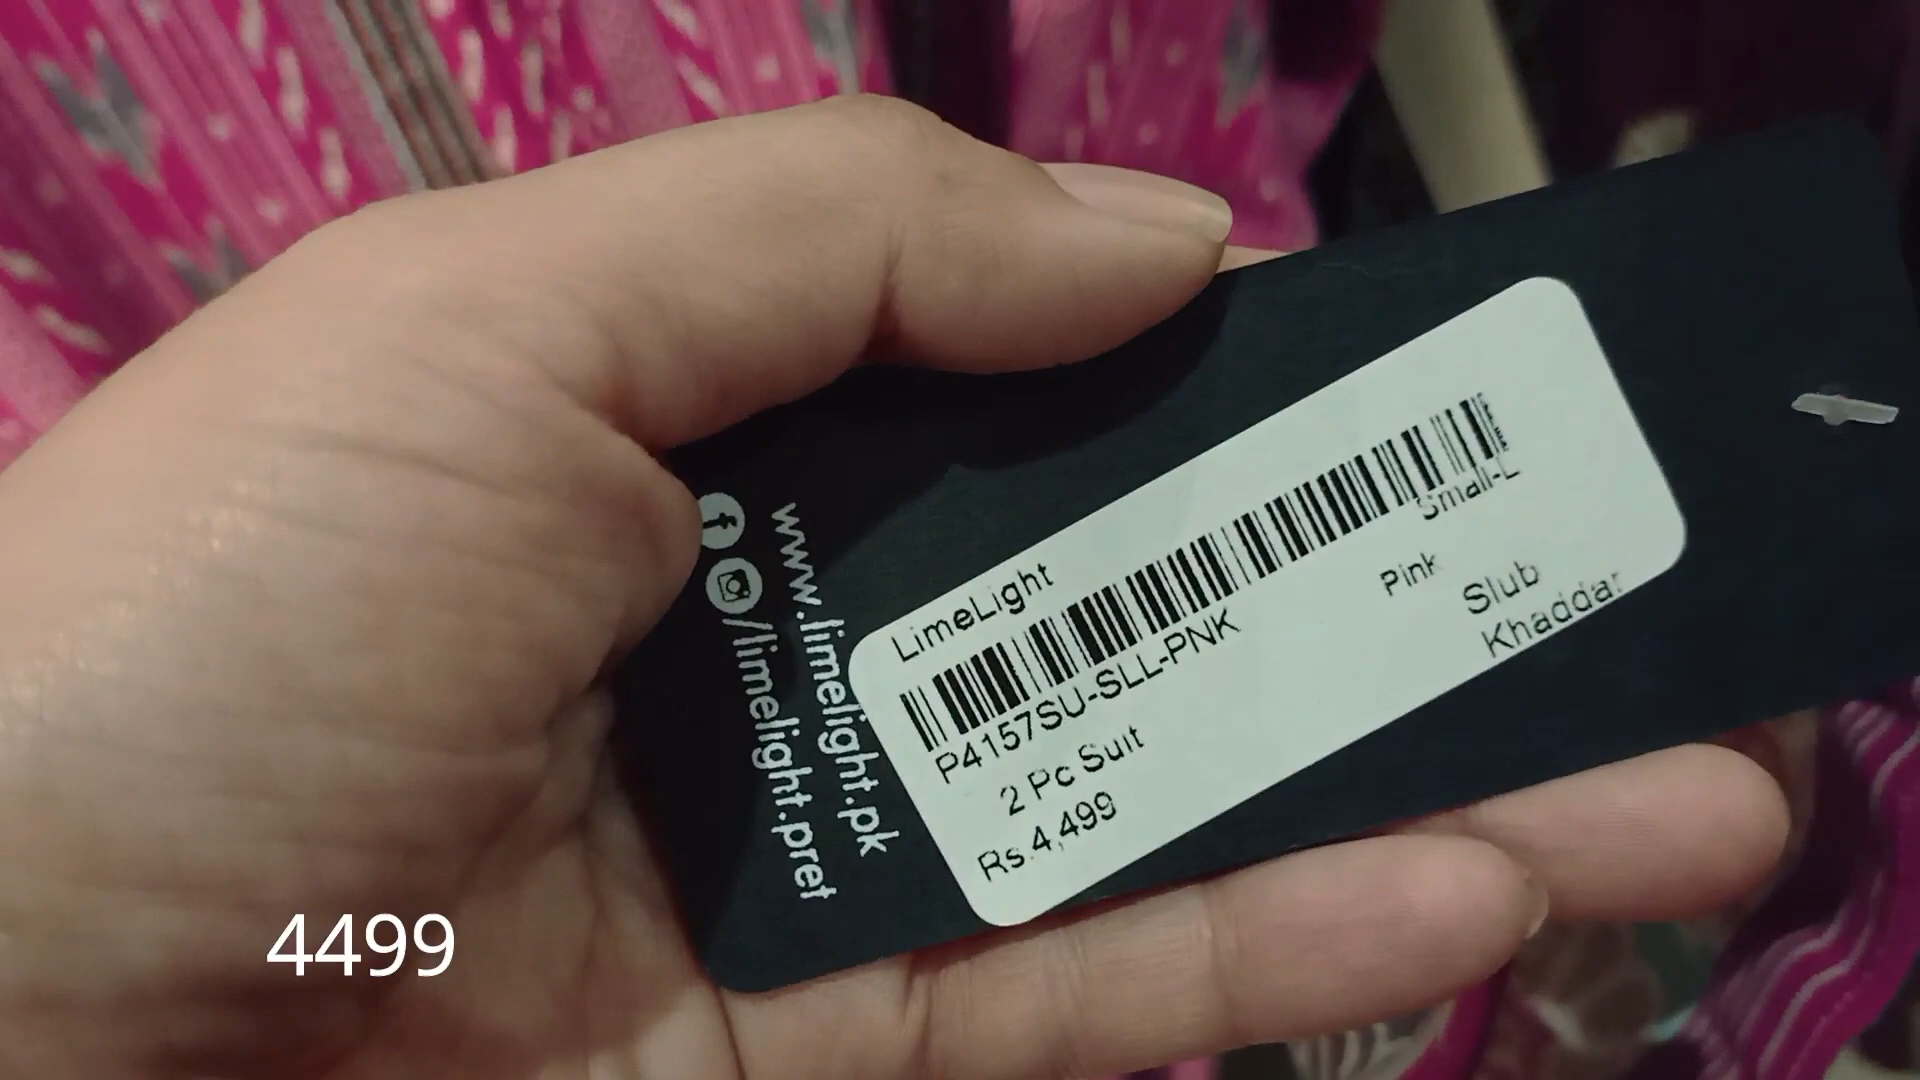 LimeLight
Small-L
P4157SU-SLL-PNK
Pink
2 Pc Suit
Slub
Khaddar
Rs.4,499
www.limelight.pk
/limelight.pret
4499